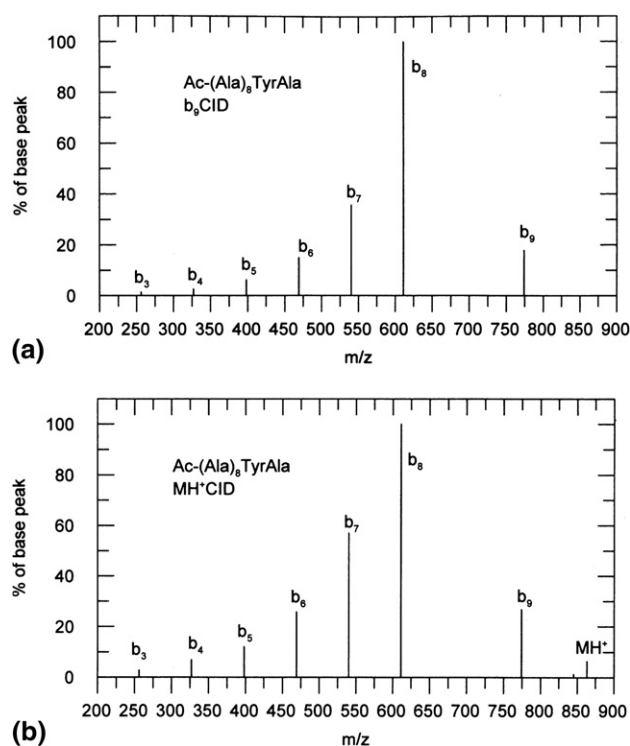 100
80
60
40
20
0
% of base peak
Ac-(Ala)₈TyrAla
b₉CID
b₃
b₄
b₅
b₆
b₇
b₈
b₉
200 250 300 350 400 450 500 550 600 650 700 750 800 850 900
m/z
(a)
100
80
60
40
20
0
% of base peak
Ac-(Ala)₈TyrAla
MH⁺CID
b₃
b₄
b₅
b₆
b₇
b₈
b₉
MH⁺
200 250 300 350 400 450 500 550 600 650 700 750 800 850 900
m/z
(b)